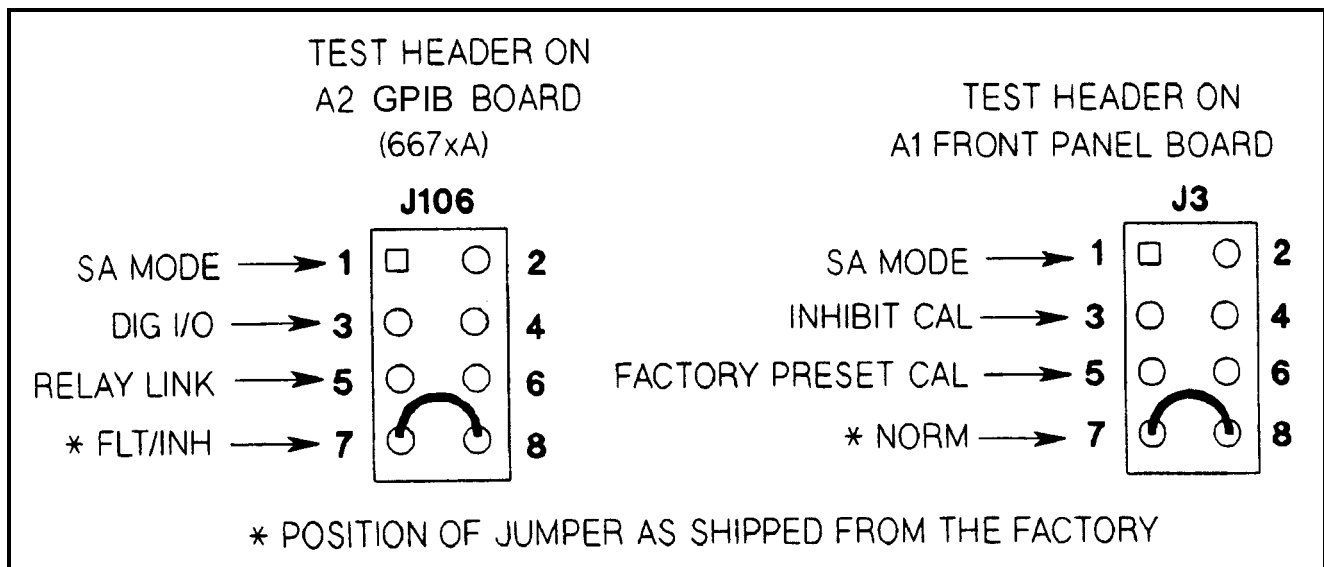 TEST HEADER ON
A2 GPIB BOARD
(667xA)
J106
SA MODE 1 2
DIG I/O 3 4
RELAY LINK 5 6
* FLT/INH 7 8
TEST HEADER ON
A1 FRONT PANEL BOARD
J3
SA MODE 1 2
INHIBIT CAL 3 4
FACTORY PRESET CAL 5 6
* NORM 7 8
* POSITION OF JUMPER AS SHIPPED FROM THE FACTORY